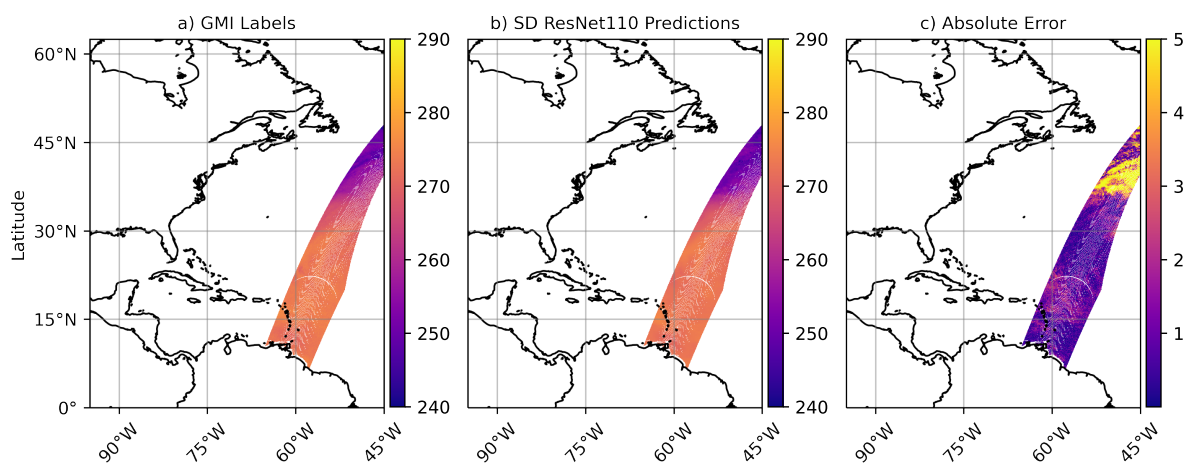 a) GMI Labels
b) SD ResNet110 Predictions
c) Absolute Error
Latitude
60°N
45°N
30°N
15°N
0°
90°W
75°W
60°W
45°W
290
280
270
260
250
240
90°W
75°W
60°W
45°W
290
280
270
260
250
240
90°W
75°W
60°W
45°W
5
4
3
2
1